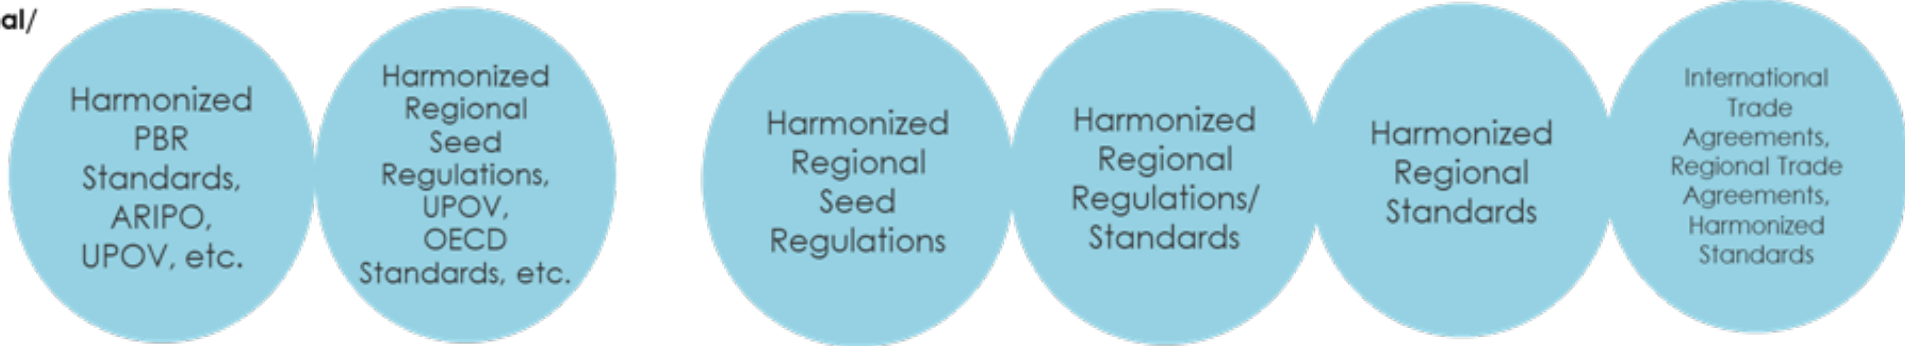 al/
Harmonized
PBR
Standards,
ARIPO,
UPOV, etc.
Harmonized
Regional
Seed
Regulations,
UPOV,
OECD
Standards, etc.
Harmonized
Regional
Seed
Regulations
Harmonized
Regional
Regulations/
Standards
Harmonized
Regional
Standards
International
Trade
Agreements,
Regional Trade
Agreements,
Harmonized
Standards